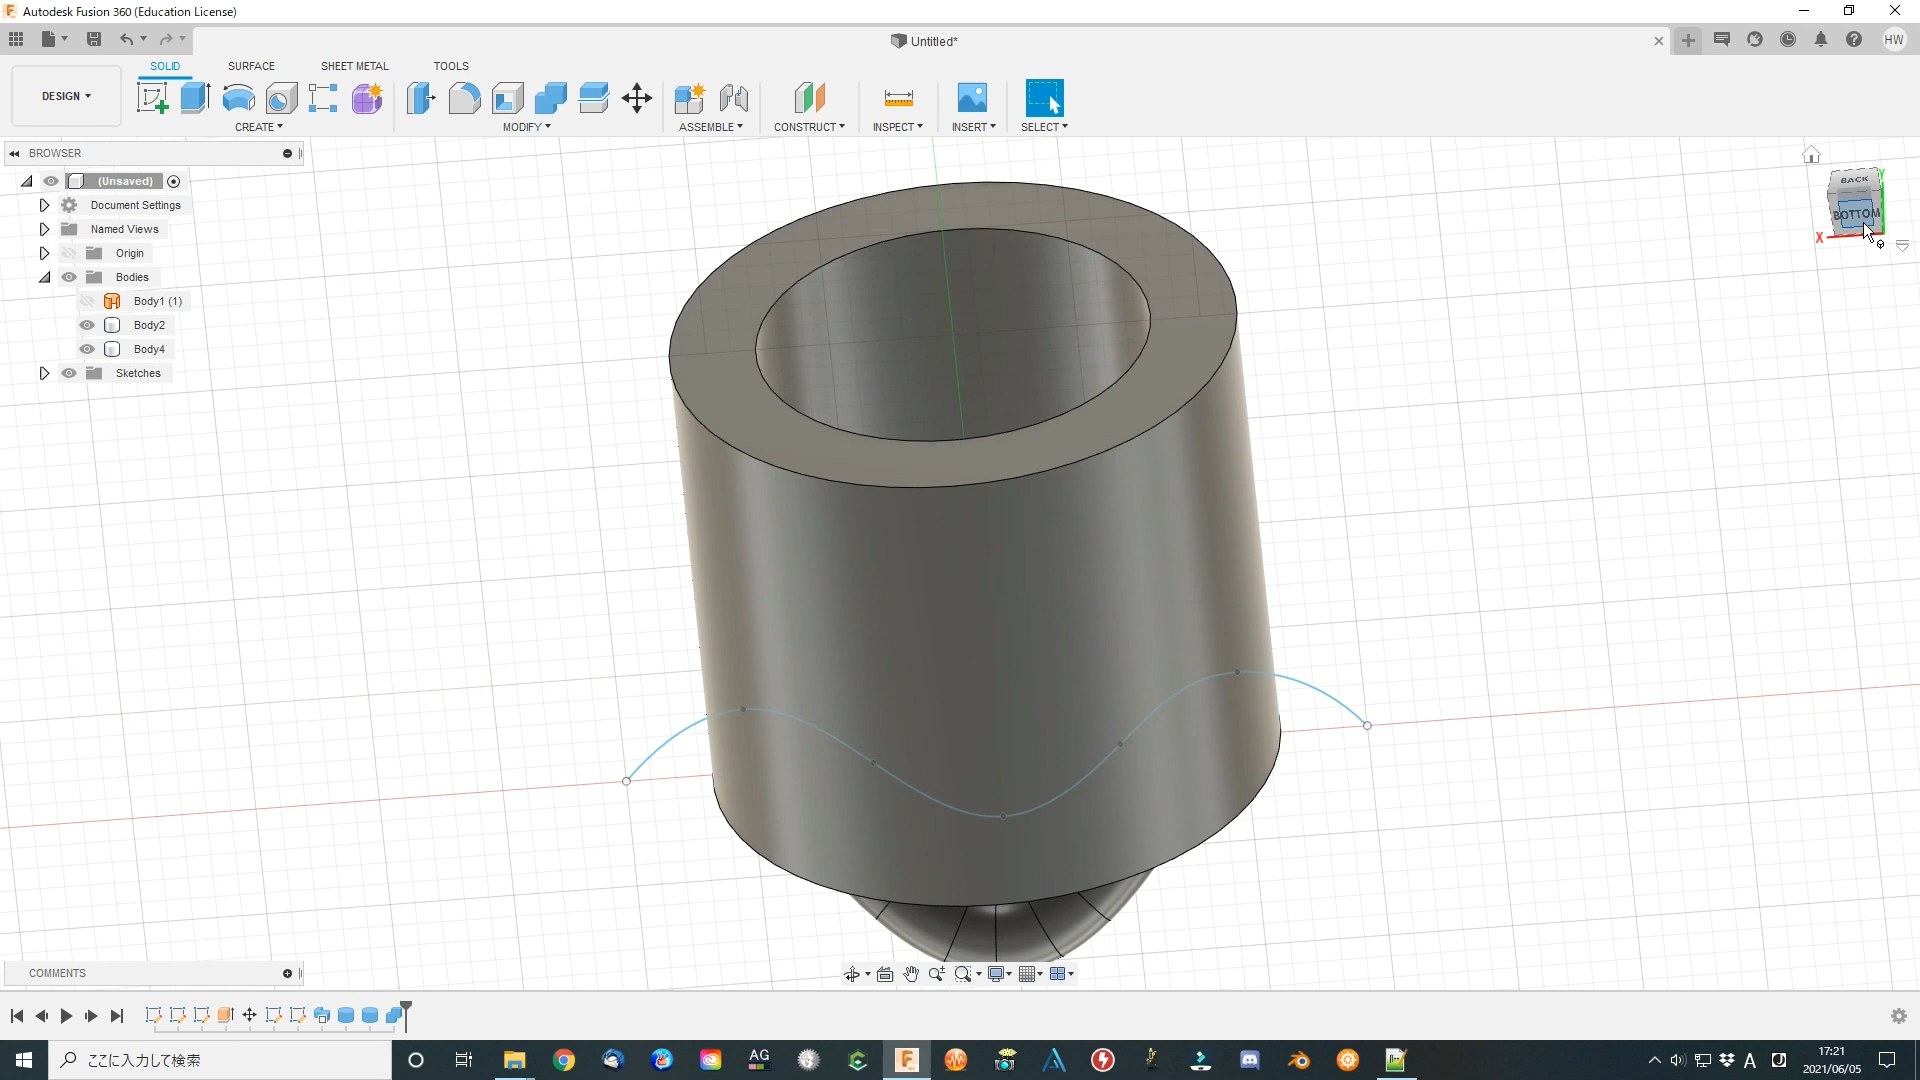 Autodesk Fusion 360 (Education License)
Untitled*
HW
DESIGN
SOLID
SURFACE
SHEET METAL
TOOLS
CREATE
MODIFY
ASSEMBLE
CONSTRUCT
INSPECT
INSERT
SELECT
BROWSER
(Unsaved)
Document Settings
Named Views
Origin
Bodies
Body1 (1)
Body2
Body4
Sketches
BACK
BOTTOM
X
Y
COMMENTS
ここに入力して検索
AG
A
J
17:21
2021/06/05